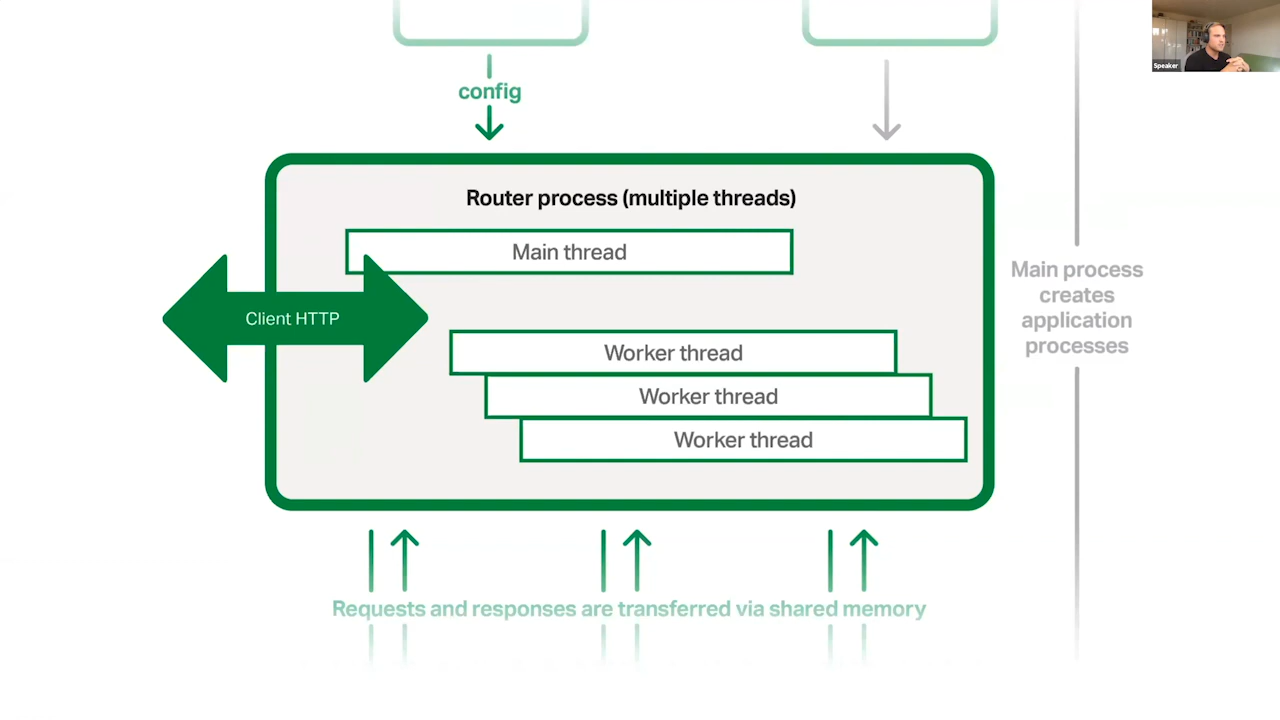 Speaker
config
Router process (multiple threads)
Main thread
Main process
creates
application
processes
Client HTTP
Worker thread
Worker thread
Worker thread
Requests and responses are transferred via shared memory